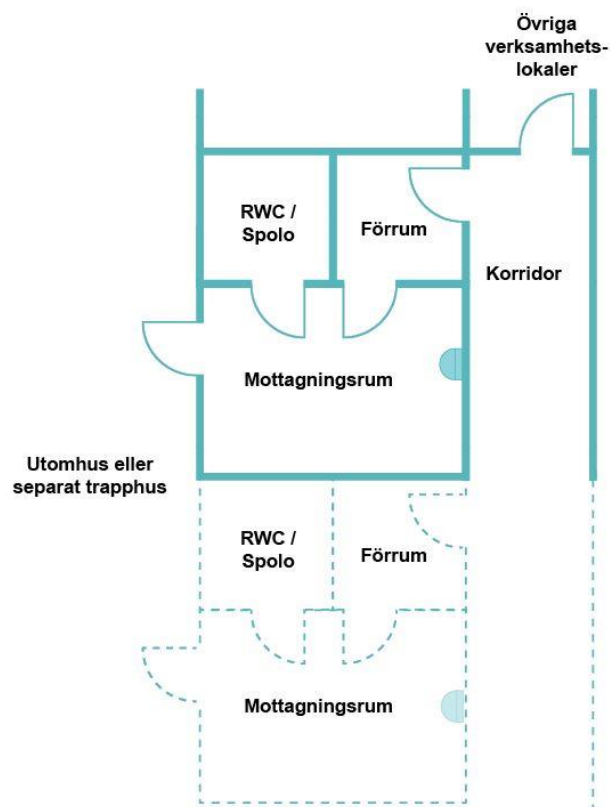 Övriga
verksamhets-
lokaler
RWC /
Spolo
Förrum
Korridor
Mottagningsrum
Utomhus eller
separat trapphus
RWC /
Spolo
Förrum
Mottagningsrum